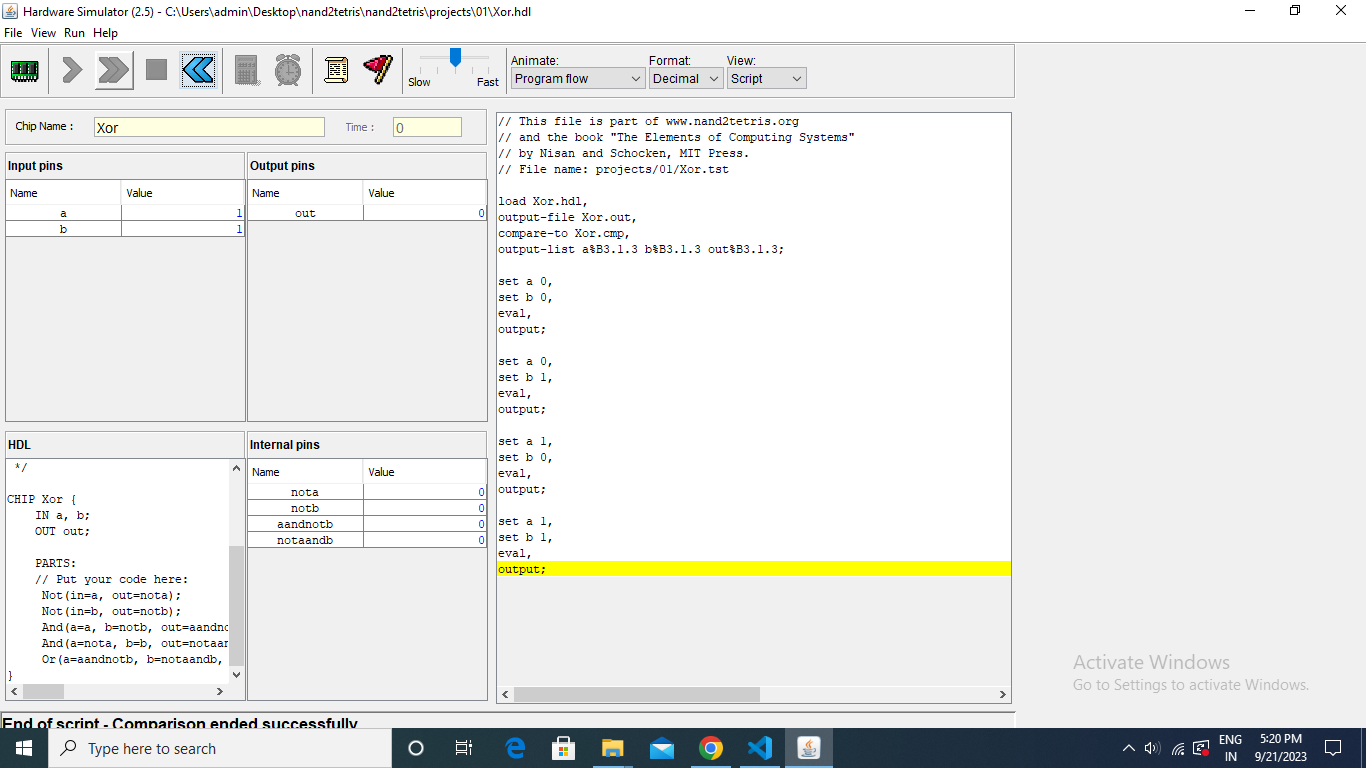 Hardware Simulator (2.5) - C:\Users\admin\Desktop\nand2tetris\nand2tetris\projects\01\Xor.hdl
File View Run Help
Slow Fast
Animate: Format: View:
Program flow Decimal Script
Chip Name : Xor Time : 0
Input pins
Name Value
a 1
b 1
Output pins
Name Value
out 0
HDL
*/
CHIP Xor {
IN a, b;
OUT out;
PARTS:
// Put your code here:
Not(in=a, out=nota);
Not(in=b, out=notb);
And(a=a, b=notb, out=aandno
And(a=nota, b=b, out=notaan
Or(a=aandnotb, b=notaandb,
}
Internal pins
Name Value
nota 0
notb 0
aandnotb 0
notaandb 0
// This file is part of www.nand2tetris.org
// and the book "The Elements of Computing Systems"
// by Nisan and Schocken, MIT Press.
// File name: projects/01/Xor.tst
load Xor.hdl,
output-file Xor.out,
compare-to Xor.cmp,
output-list a%B3.1.3 b%B3.1.3 out%B3.1.3;
set a 0,
set b 0,
eval,
output;
set a 0,
set b 1,
eval,
output;
set a 1,
set b 0,
eval,
output;
set a 1,
set b 1,
eval,
output;
Activate Windows
Go to Settings to activate Windows.
End of script - Comparison ended successfully
Type here to search
ENG
IN
5:20 PM
9/21/2023